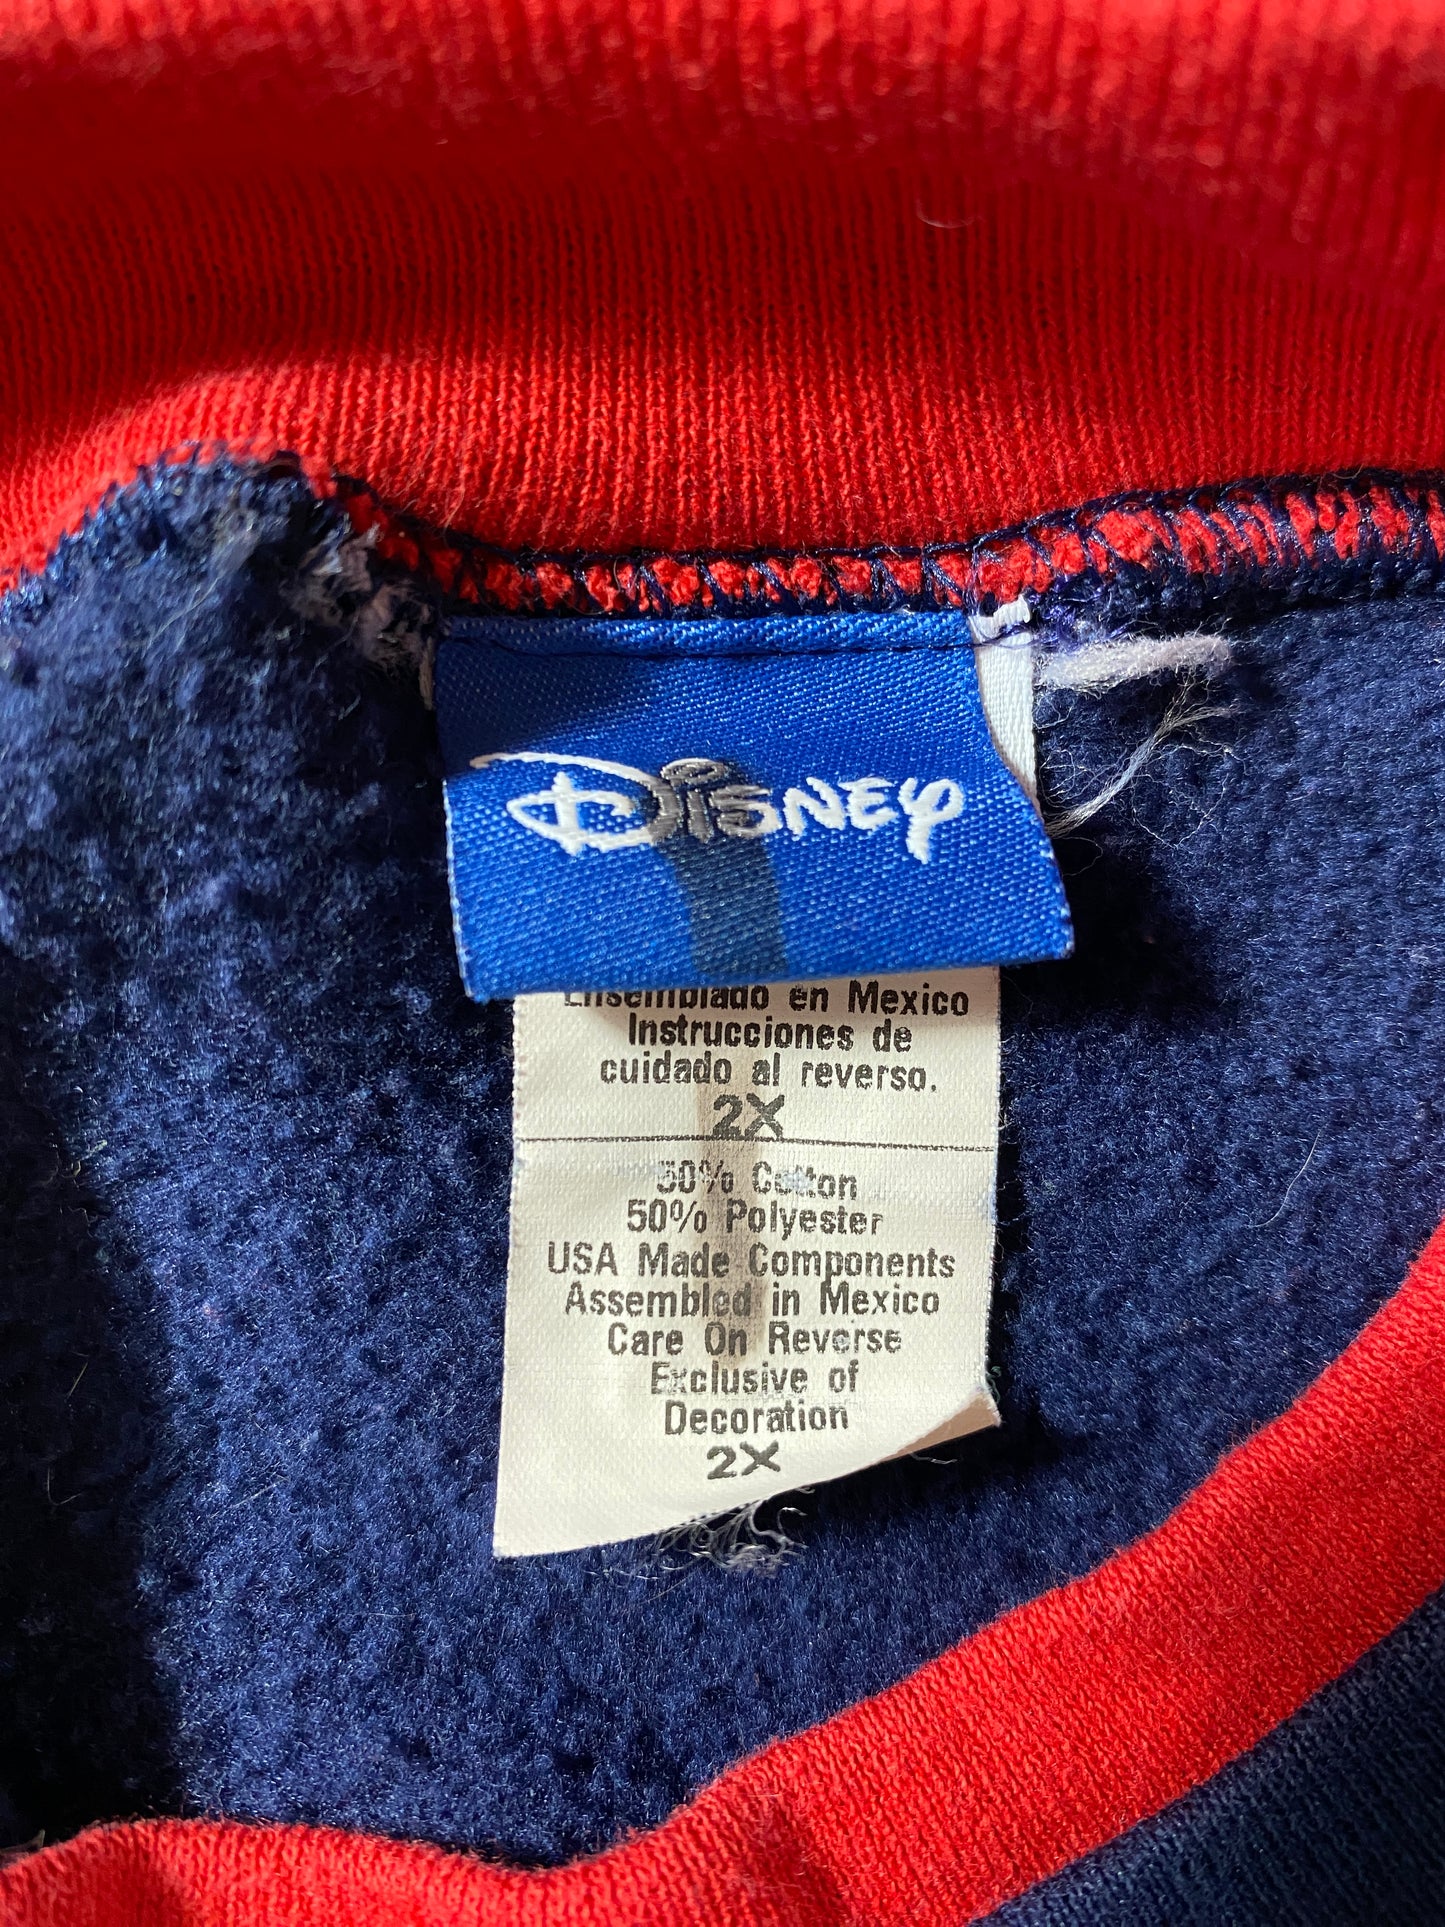 Disney
Ensamblado en Mexico
Instrucciones de
cuidado al reverso.
2X
50% Cotton
50% Polyester
USA Made Components
Assembled in Mexico
Care On Reverse
Exclusive of
Decoration
2X